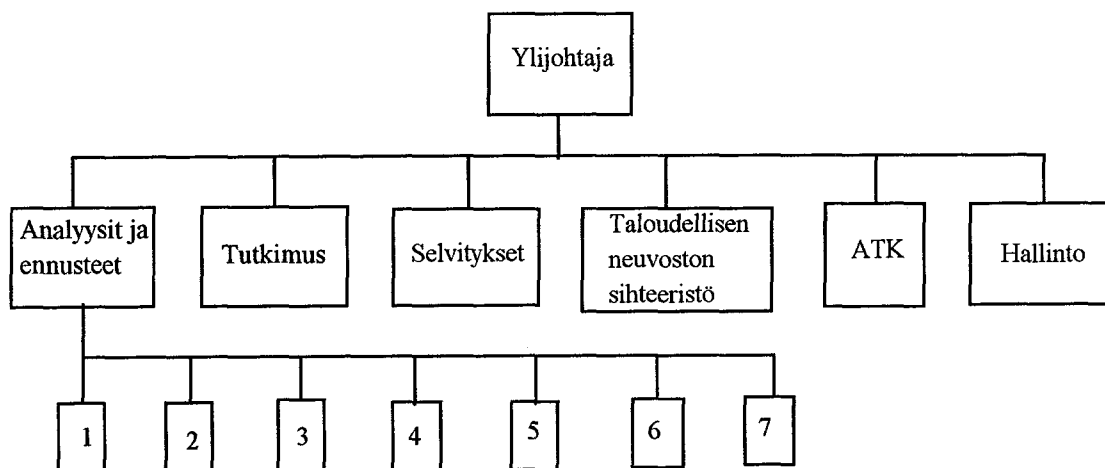 Ylijohtaja
Analyysit ja
ennusteet
Tutkimus
Selvitykset
Taloudellisen
neuvoston
sihteeristö
ATK
Hallinto
1
2
3
4
5
6
7